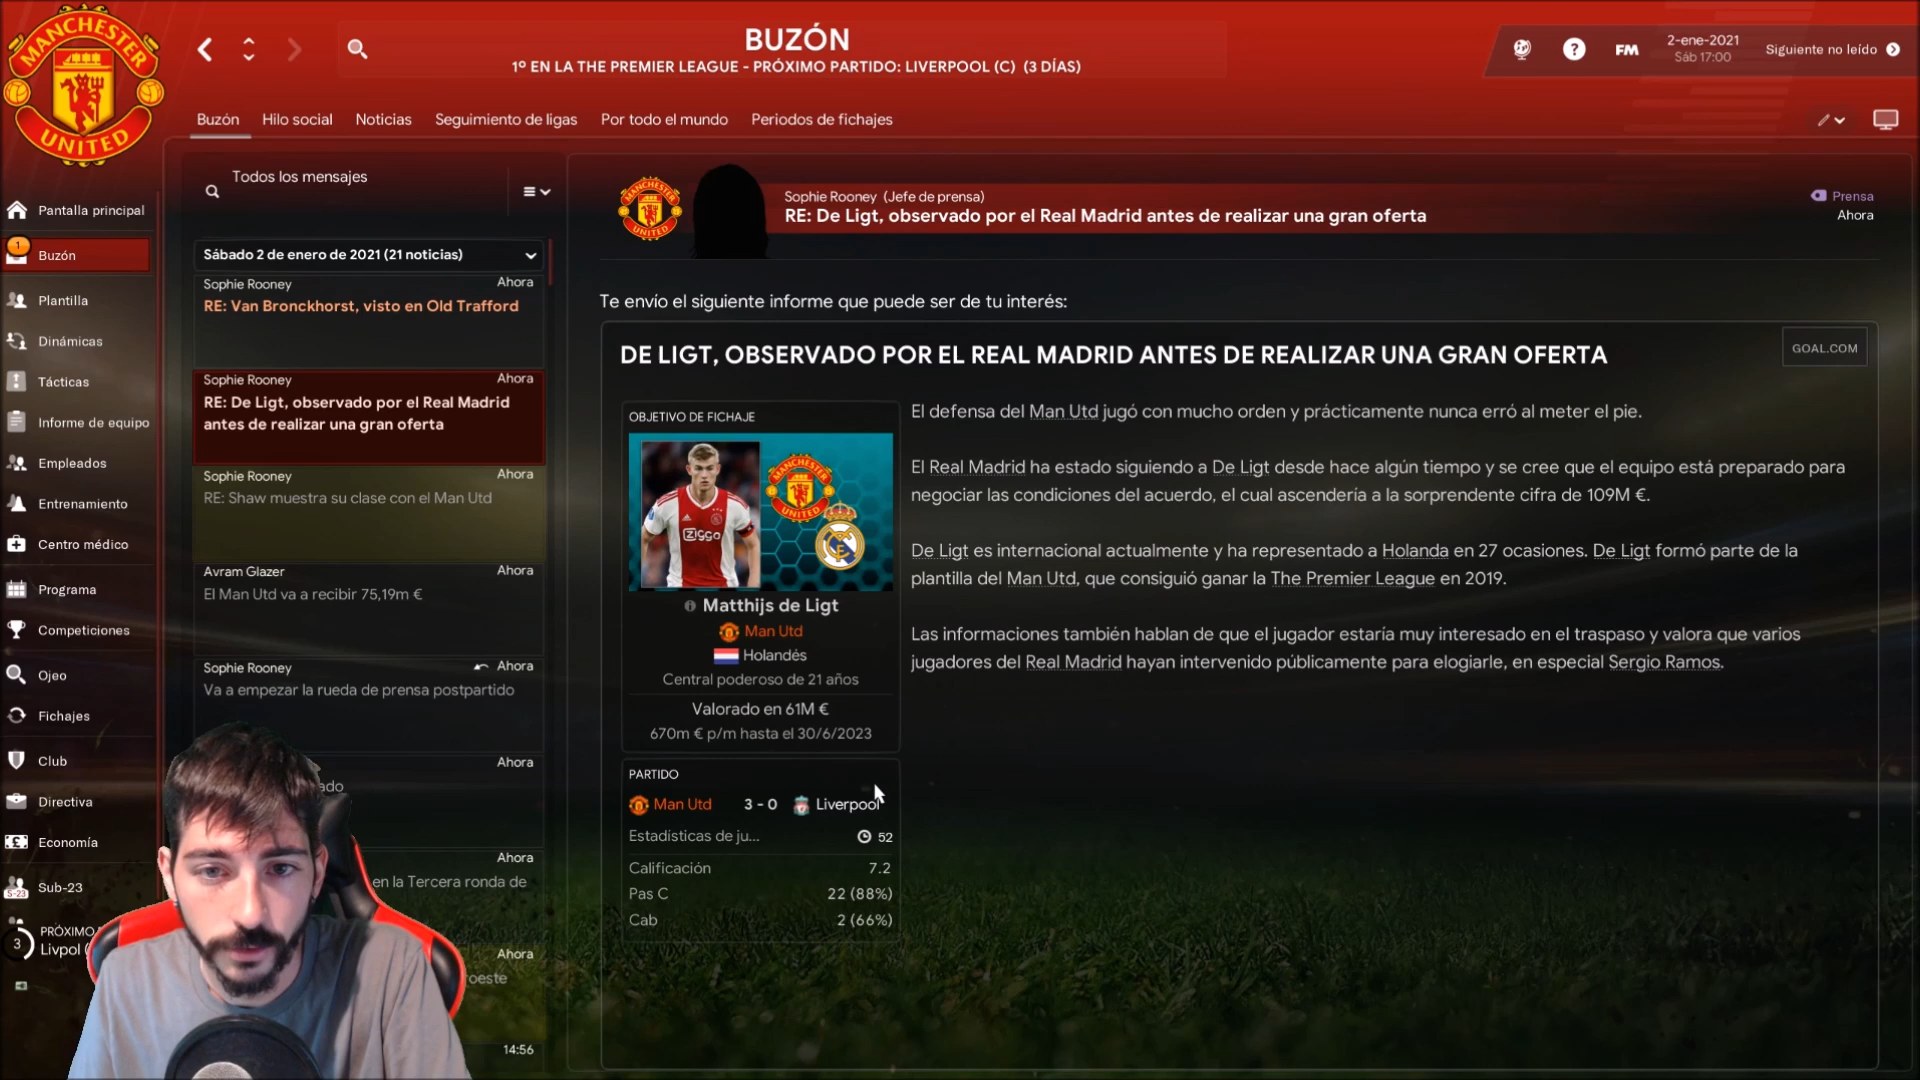 MANCHESTER
UNITED
BUZÓN
1º EN LA THE PREMIER LEAGUE - PRÓXIMO PARTIDO: LIVERPOOL (C) (3 DÍAS)
FM
2-ene-2021
Sáb 17:00
Siguiente no leído
Buzón
Hilo social
Noticias
Seguimiento de ligas
Por todo el mundo
Periodos de fichajes
Pantalla principal
1
Buzón
Plantilla
Dinámicas
Tácticas
Informe de equipo
Empleados
Entrenamiento
Centro médico
Programa
Competiciones
Ojeo
Fichajes
Club
Directiva
Economía
S-23
Sub-23
PRÓXIMO
3
Livpol (
Todos los mensajes
Sábado 2 de enero de 2021 (21 noticias)
Sophie Rooney Ahora
RE: Van Bronckhorst, visto en Old Trafford
Sophie Rooney Ahora
RE: De Ligt, observado por el Real Madrid
antes de realizar una gran oferta
Sophie Rooney Ahora
RE: Shaw muestra su clase con el Man Utd
Avram Glazer Ahora
El Man Utd va a recibir 75,19m €
Sophie Rooney Ahora
Va a empezar la rueda de prensa postpartido
Ahora
ado
Ahora
en la Tercera ronda de
Ahora
roeste
14:56
Sophie Rooney (Jefe de prensa)
RE: De Ligt, observado por el Real Madrid antes de realizar una gran oferta
Prensa
Ahora
Te envío el siguiente informe que puede ser de tu interés:
DE LIGT, OBSERVADO POR EL REAL MADRID ANTES DE REALIZAR UNA GRAN OFERTA
GOAL.COM
OBJETIVO DE FICHAJE
Ziggo
MANCHESTER
UNITED
Matthijs de Ligt
Man Utd
Holandés
Central poderoso de 21 años
Valorado en 61M €
670m € p/m hasta el 30/6/2023
PARTIDO
Man Utd 3 - 0 Liverpool
Estadísticas de ju... 52
Calificación 7.2
Pas C 22 (88%)
Cab 2 (66%)
El defensa del Man Utd jugó con mucho orden y prácticamente nunca erró al meter el pie.
El Real Madrid ha estado siguiendo a De Ligt desde hace algún tiempo y se cree que el equipo está preparado para
negociar las condiciones del acuerdo, el cual ascendería a la sorprendente cifra de 109M €.
De Ligt es internacional actualmente y ha representado a Holanda en 27 ocasiones. De Ligt formó parte de la
plantilla del Man Utd, que consiguió ganar la The Premier League en 2019.
Las informaciones también hablan de que el jugador estaría muy interesado en el traspaso y valora que varios
jugadores del Real Madrid hayan intervenido públicamente para elogiarle, en especial Sergio Ramos.